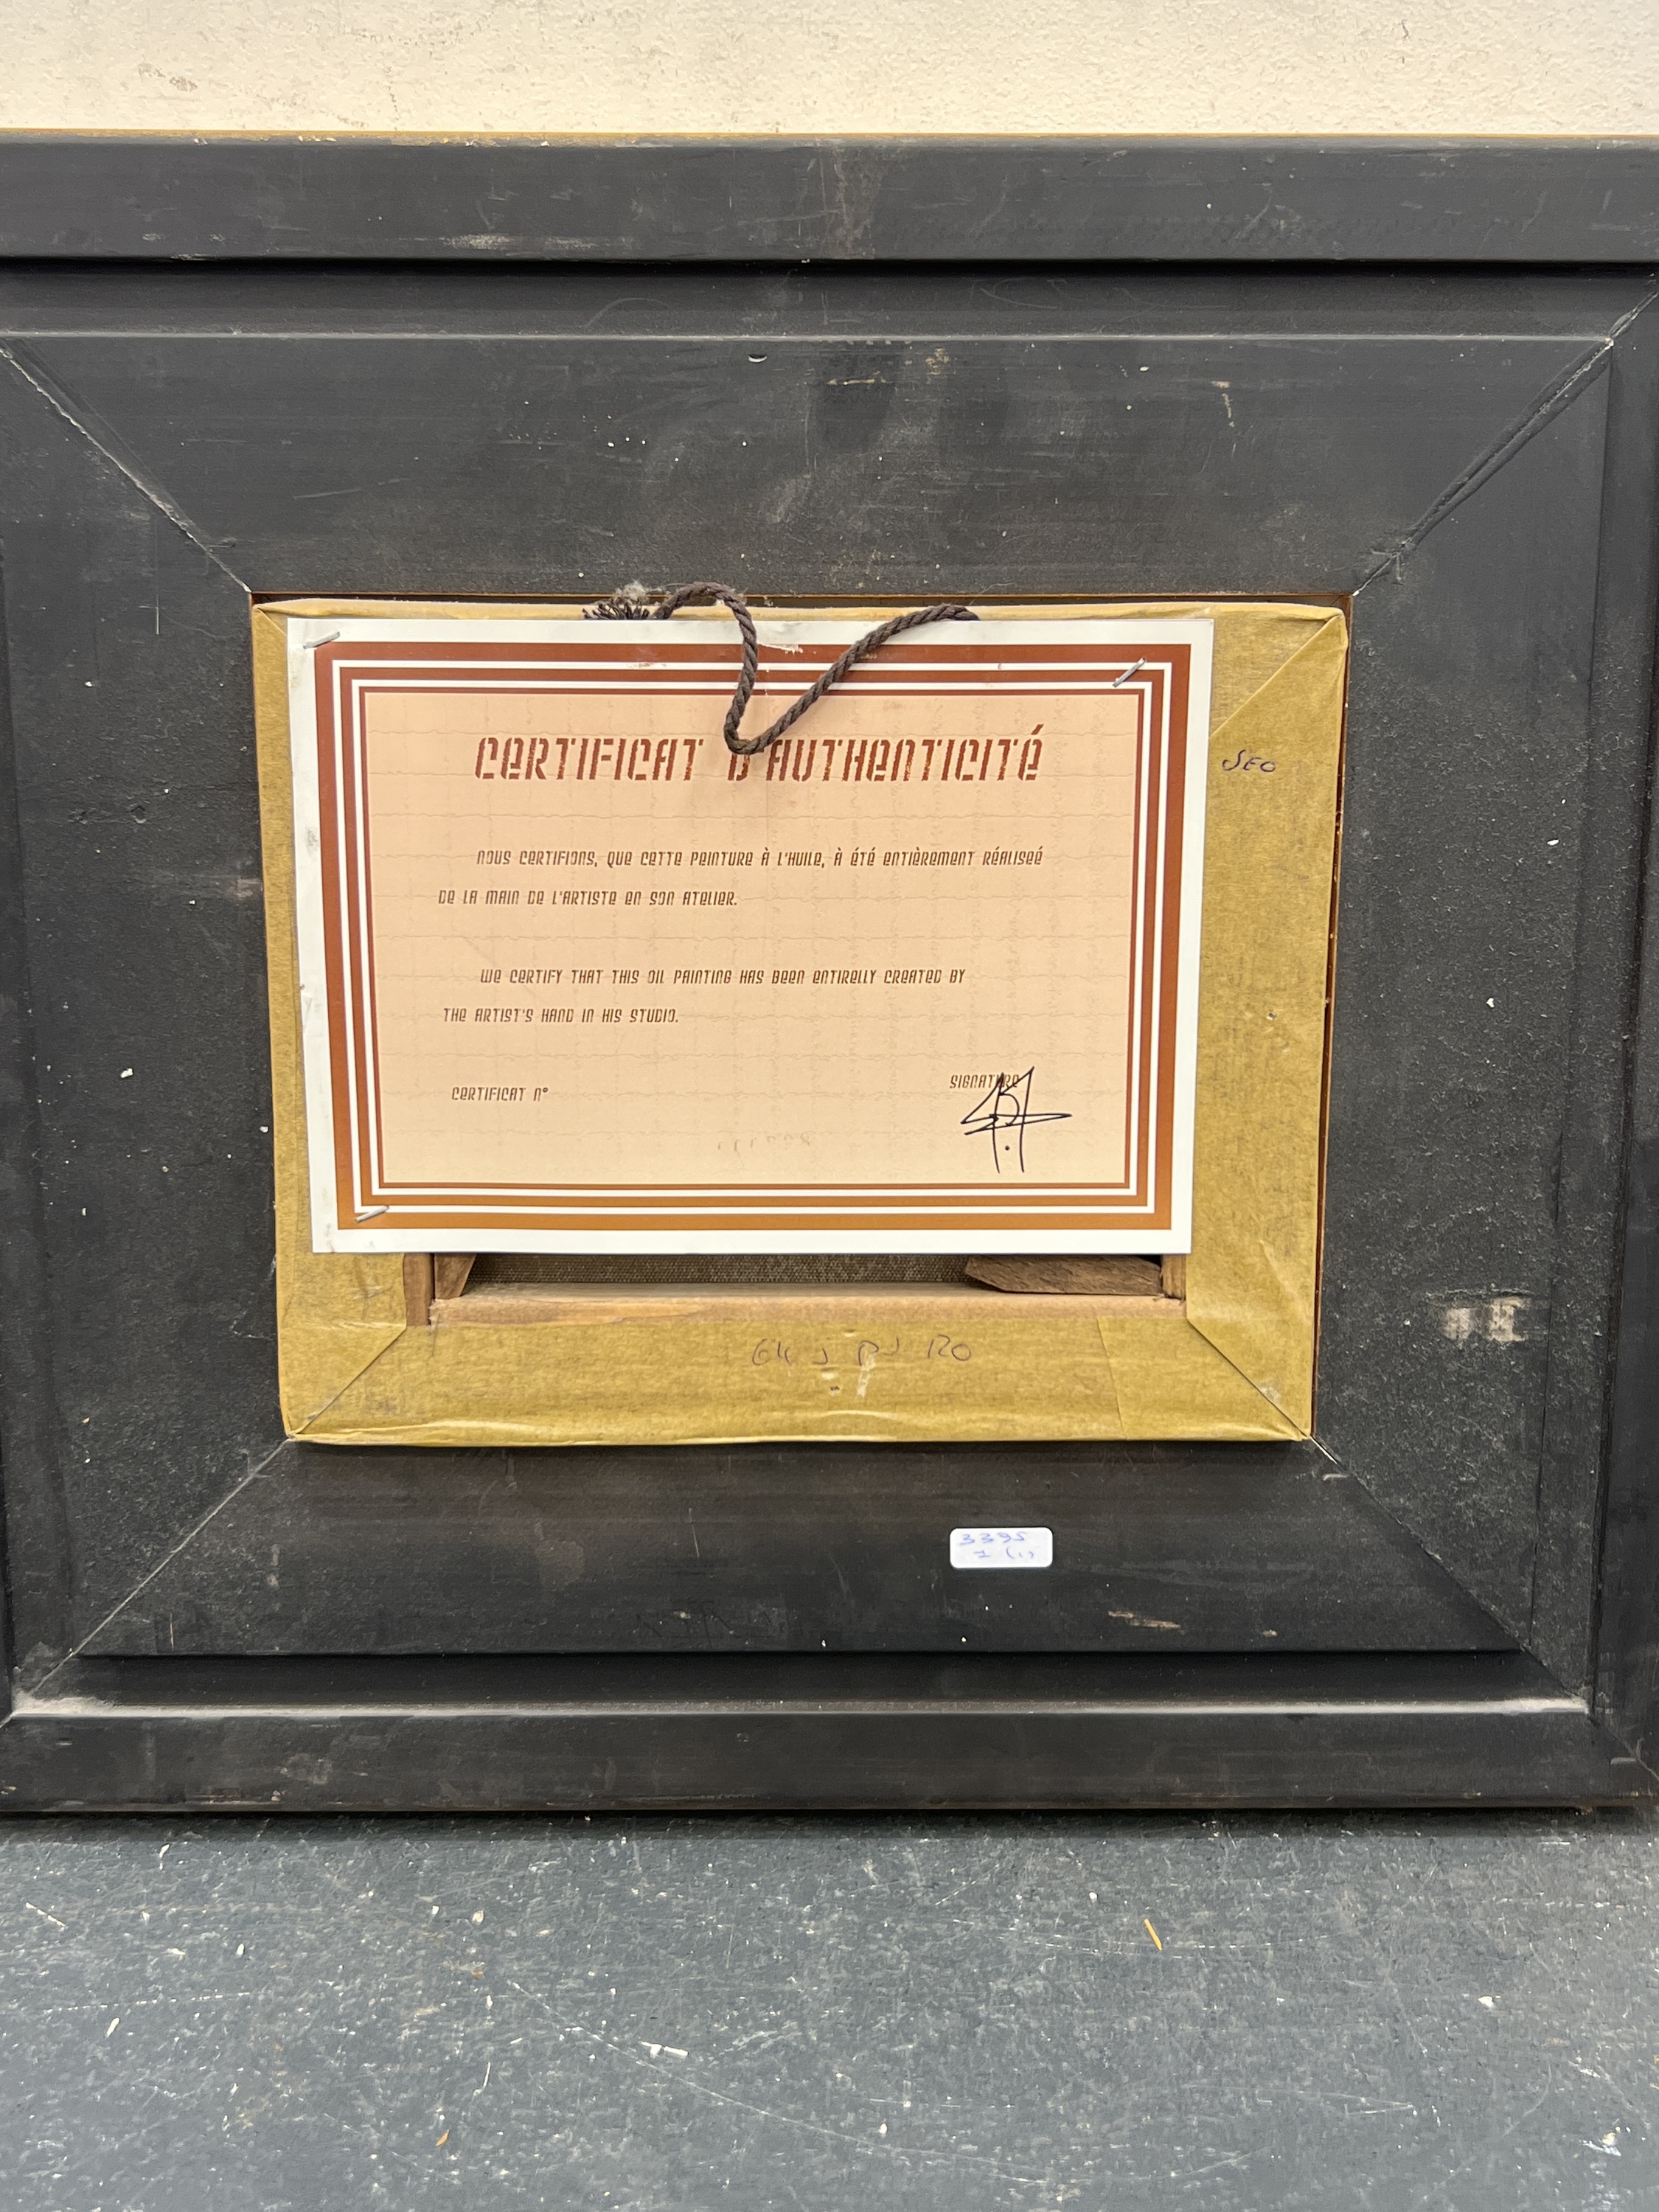 CERTIFICAT D'AUTHENTICITÉ
SEO
NOUS CERTIFIONS, QUE CETTE PEINTURE À L'HUILE, À ÉTÉ ENTIÈREMENT RÉALISEÉ
DE LA MAIN DE L'ARTISTE EN SON ATELIER.
WE CERTIFY THAT THIS OIL PAINTING HAS BEEN ENTIRELLY CREATED BY
THE ARTIST'S HAND IN HIS STUDIO.
SIGNATURE
CERTIFICAT N°
3395